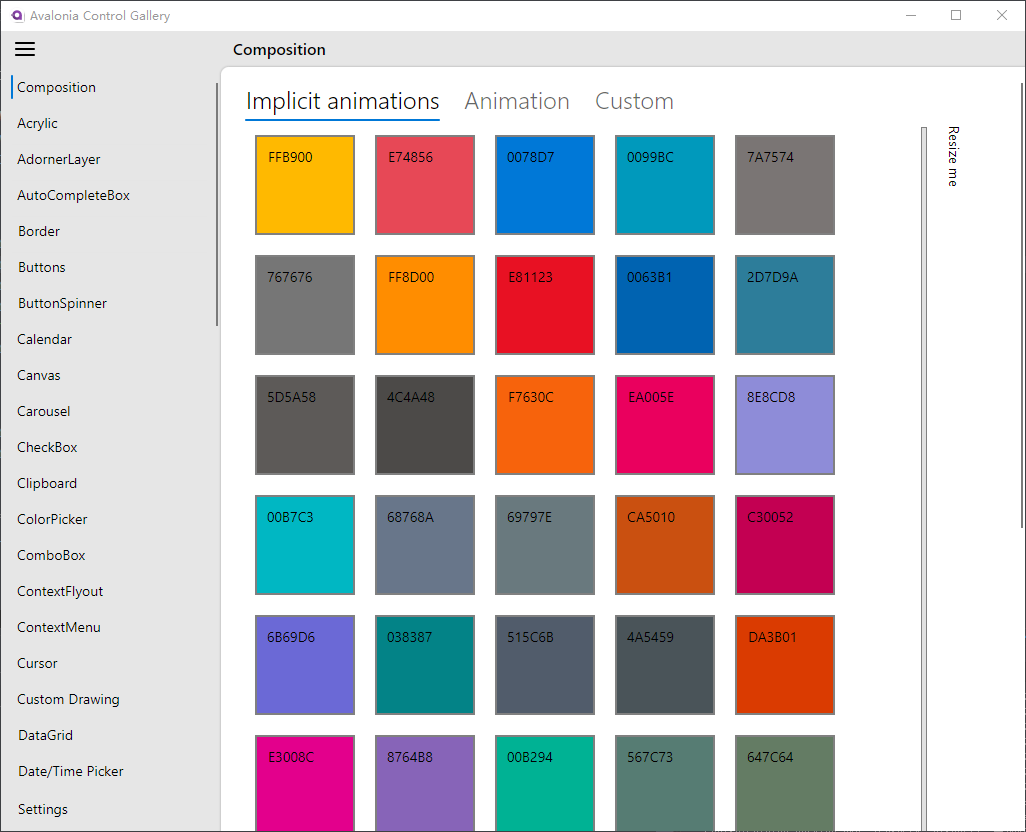 Avalonia Control Gallery
Composition
Composition
Acrylic
AdornerLayer
AutoCompleteBox
Border
Buttons
ButtonSpinner
Calendar
Canvas
Carousel
CheckBox
Clipboard
ColorPicker
ComboBox
ContextFlyout
ContextMenu
Cursor
Custom Drawing
DataGrid
Date/Time Picker
Settings
Implicit animations Animation Custom
FFB900 E74856 0078D7 0099BC 7A7574
767676 FF8D00 E81123 0063B1 2D7D9A
5D5A58 4C4A48 F7630C EA005E 8E8CD8
00B7C3 68768A 69797E CA5010 C30052
6B69D6 038387 515C6B 4A5459 DA3B01
E3008C 8764B8 00B294 567C73 647C64
Resize me